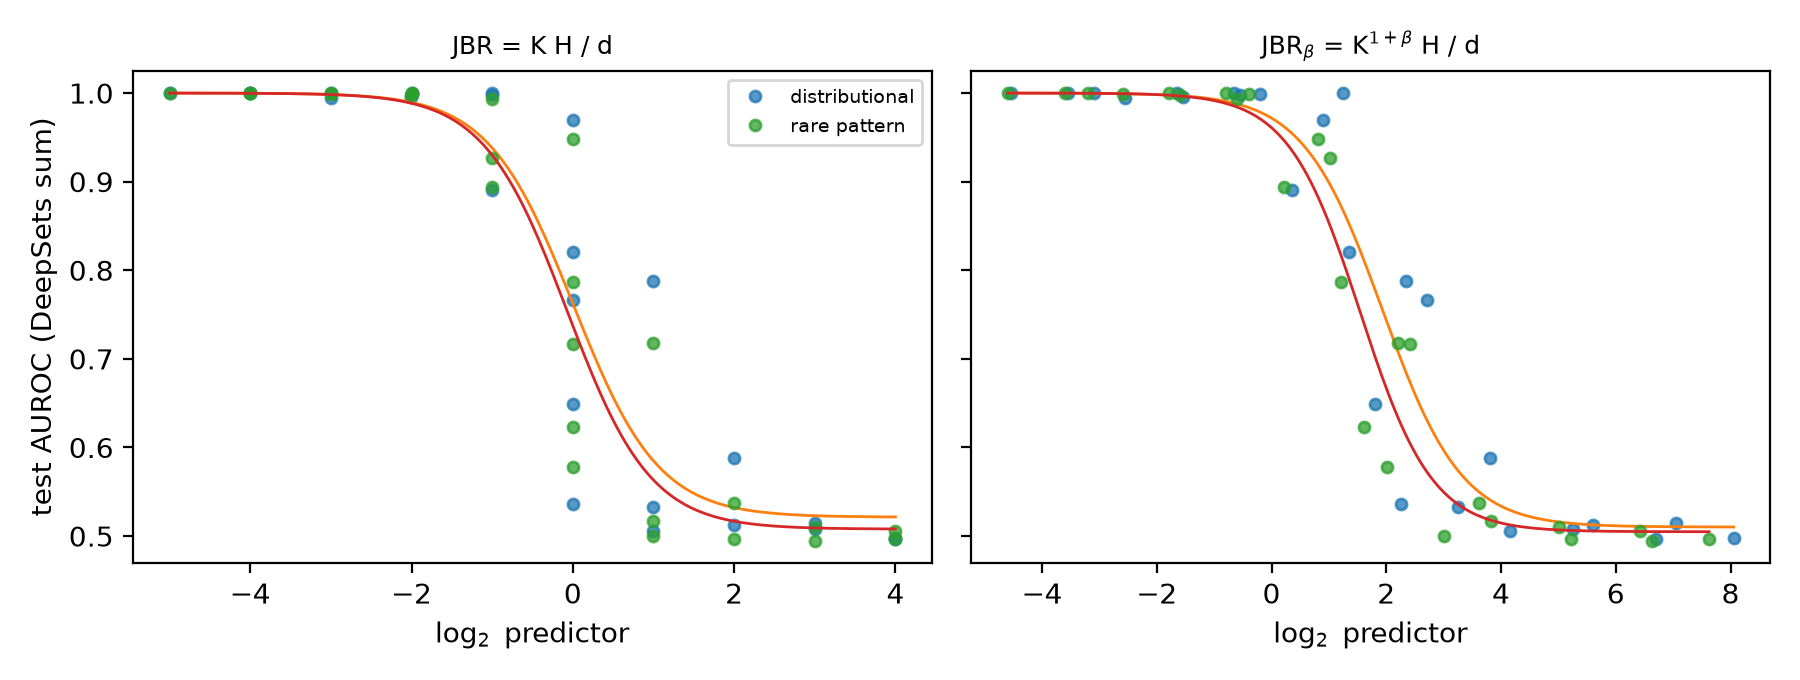 JBR = K H / d
JBR_β = K^{1 + β} H / d
distributional
rare pattern
test AUROC (DeepSets sum)
1.0
0.9
0.8
0.7
0.6
0.5
−4 −2 0 2 4
−4 −2 0 2 4 6 8
log₂ predictor
log₂ predictor